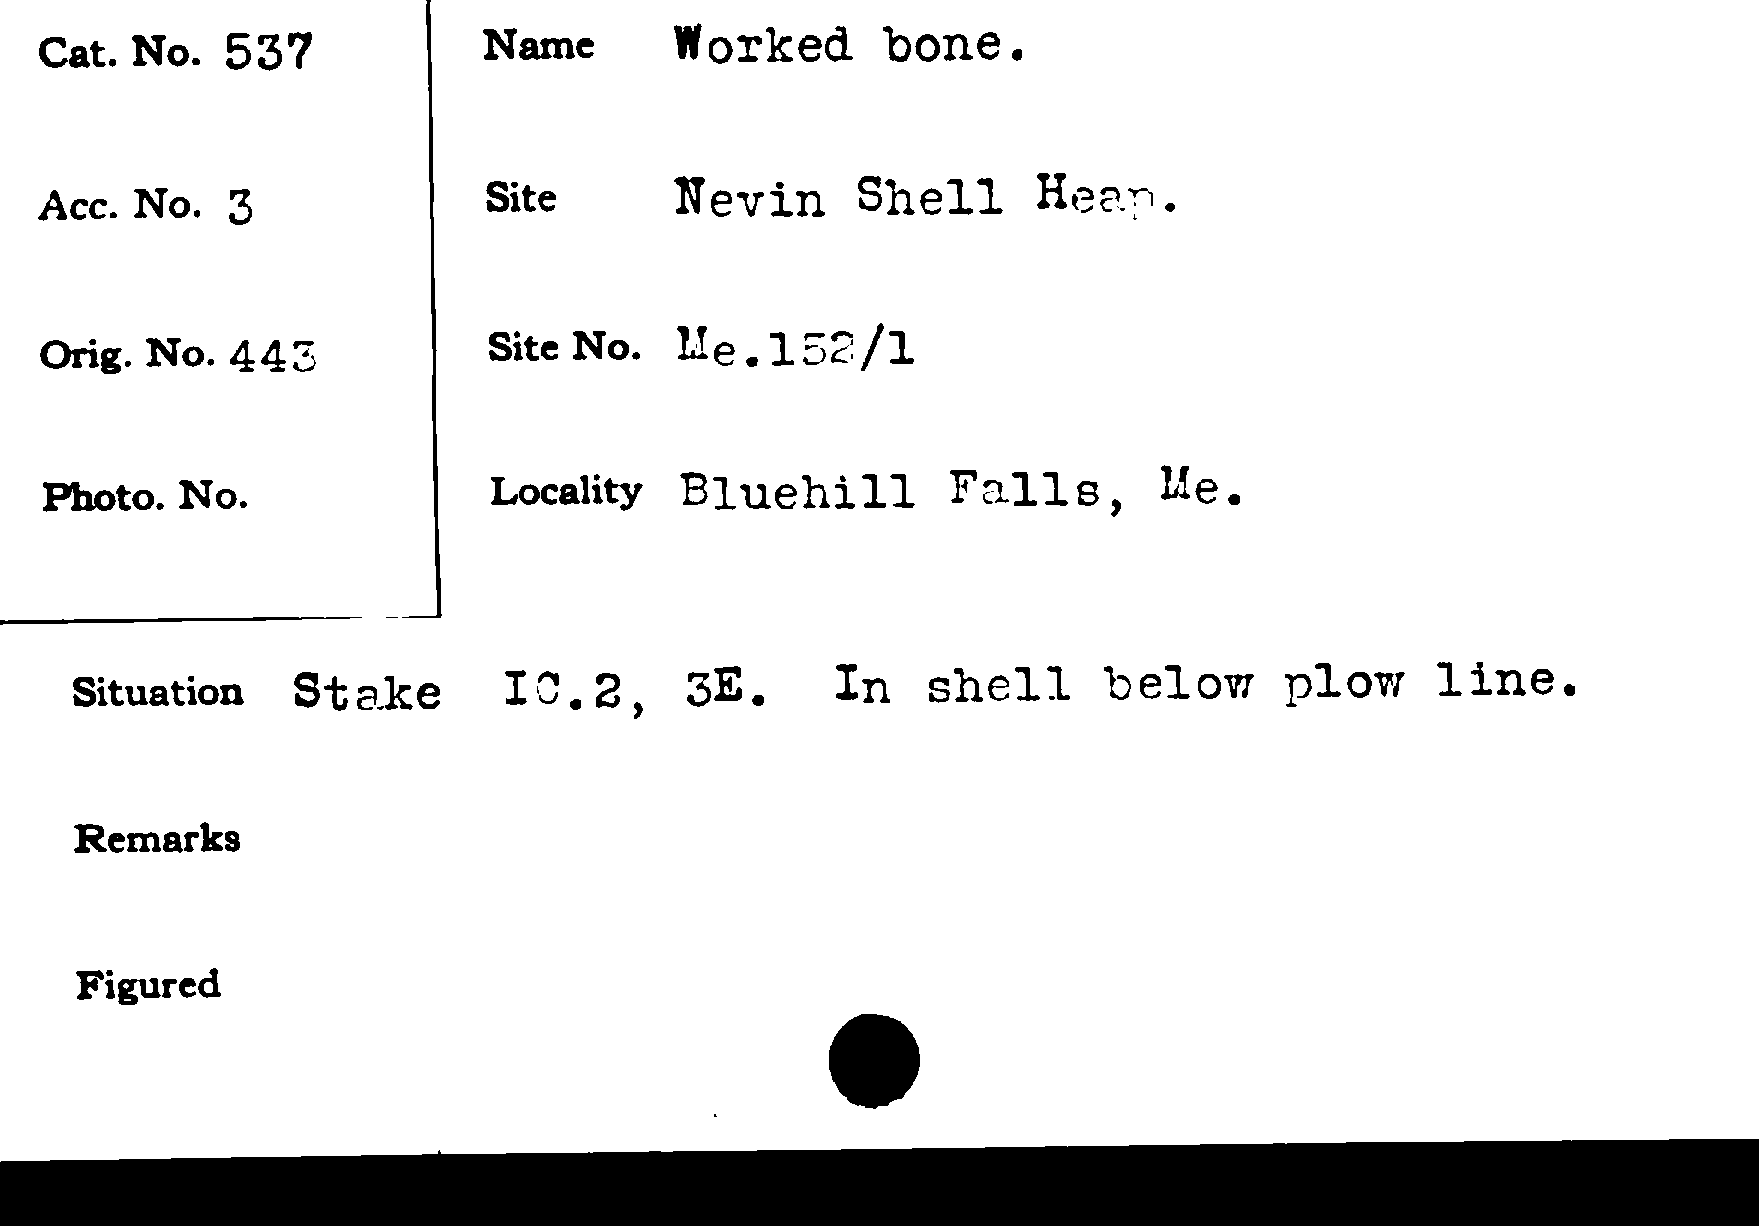 Cat. No. 537
Name Worked bone.
Acc. No. 3
Site Nevin Shell Heap.
Orig. No. 443
Site No. Me.152/1
Photo. No.
Locality Bluehill Falls, Me.
Situation Stake IC.2, 3E. In shell below plow line.
Remarks
Figured